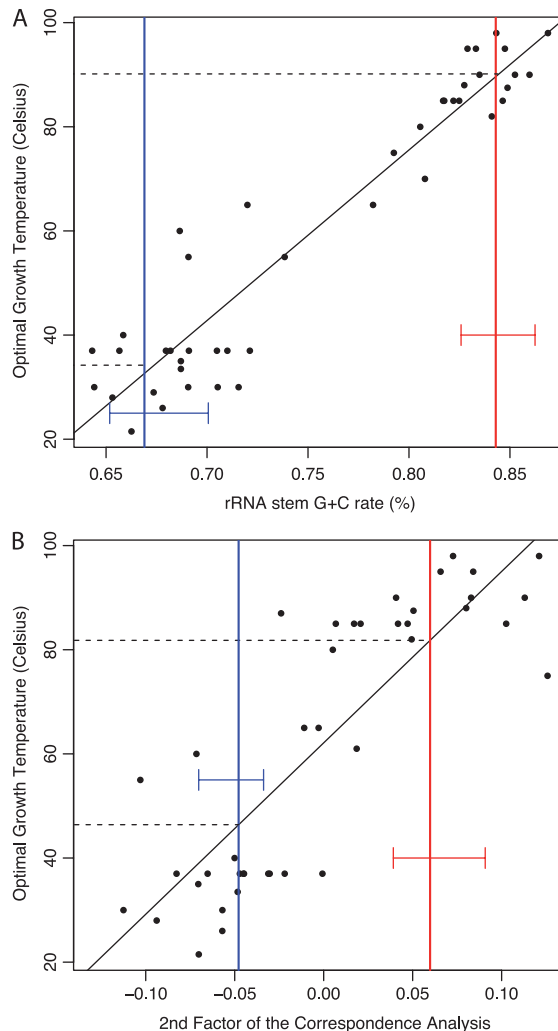 A
100
80
60
40
20
Optimal Growth Temperature (Celsius)
0.65 0.70 0.75 0.80 0.85
rRNA stem G+C rate (%)
B
100
80
60
40
20
Optimal Growth Temperature (Celsius)
−0.10 −0.05 0.00 0.05 0.10
2nd Factor of the Correspondence Analysis